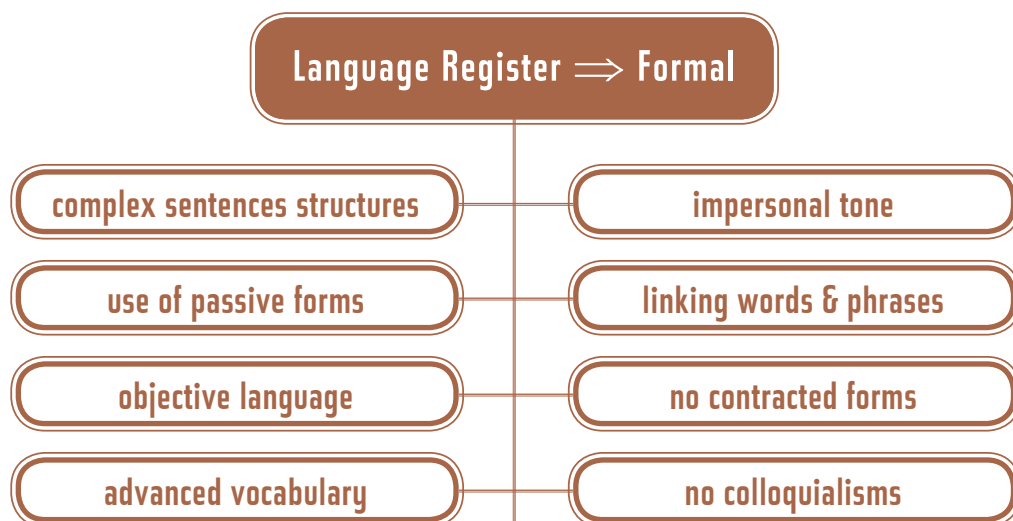 Language Register ⇒ Formal
complex sentences structures
impersonal tone
use of passive forms
linking words & phrases
objective language
no contracted forms
advanced vocabulary
no colloquialisms